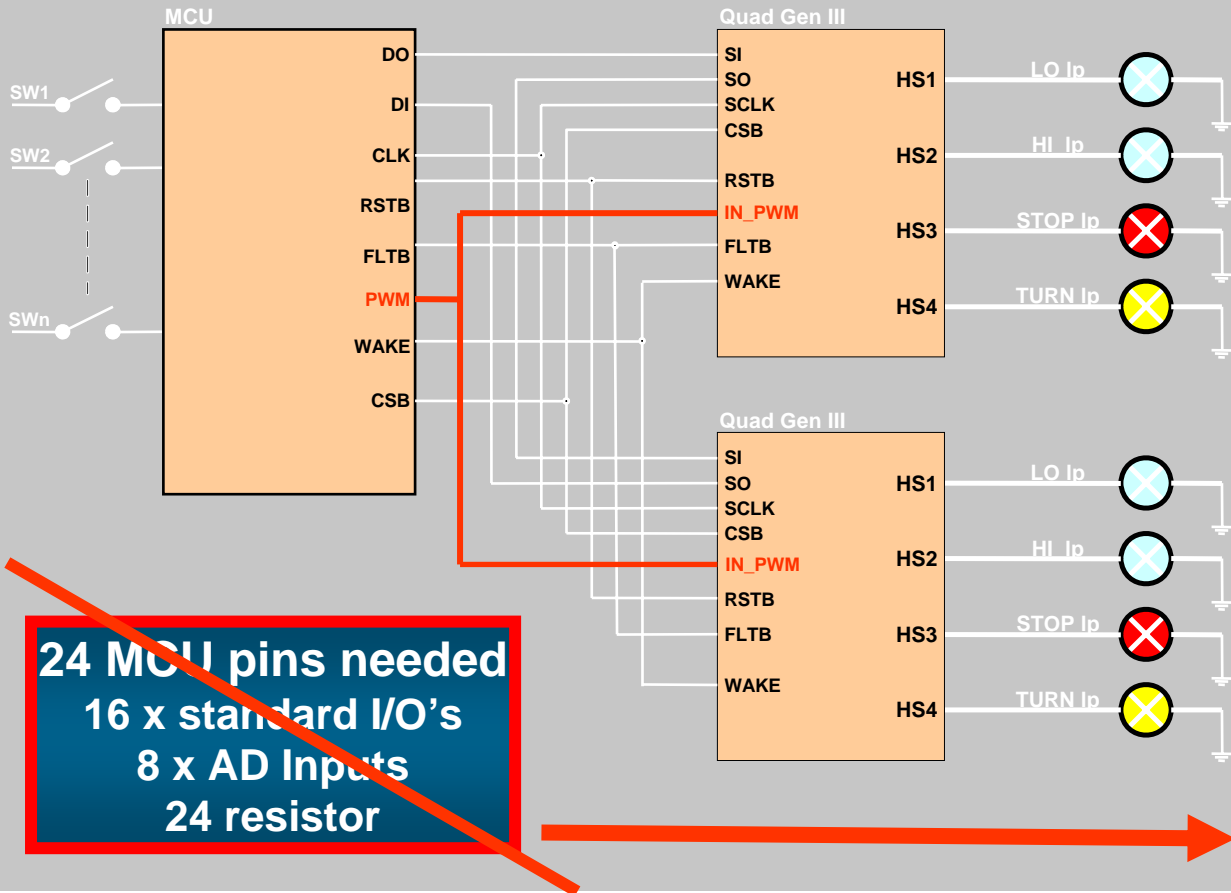 MCU
SW1
SW2
SWn
DO
DI
CLK
RSTB
FLTB
PWM
WAKE
CSB
Quad Gen III
SI
SO
SCLK
CSB
RSTB
IN_PWM
FLTB
WAKE
HS1
HS2
HS3
HS4
LO lp
HI lp
STOP lp
TURN lp
Quad Gen III
SI
SO
SCLK
CSB
IN_PWM
RSTB
FLTB
WAKE
HS1
HS2
HS3
HS4
LO lp
HI lp
STOP lp
TURN lp
24 MCU pins needed
16 x standard I/O’s
8 x AD Inputs
24 resistor